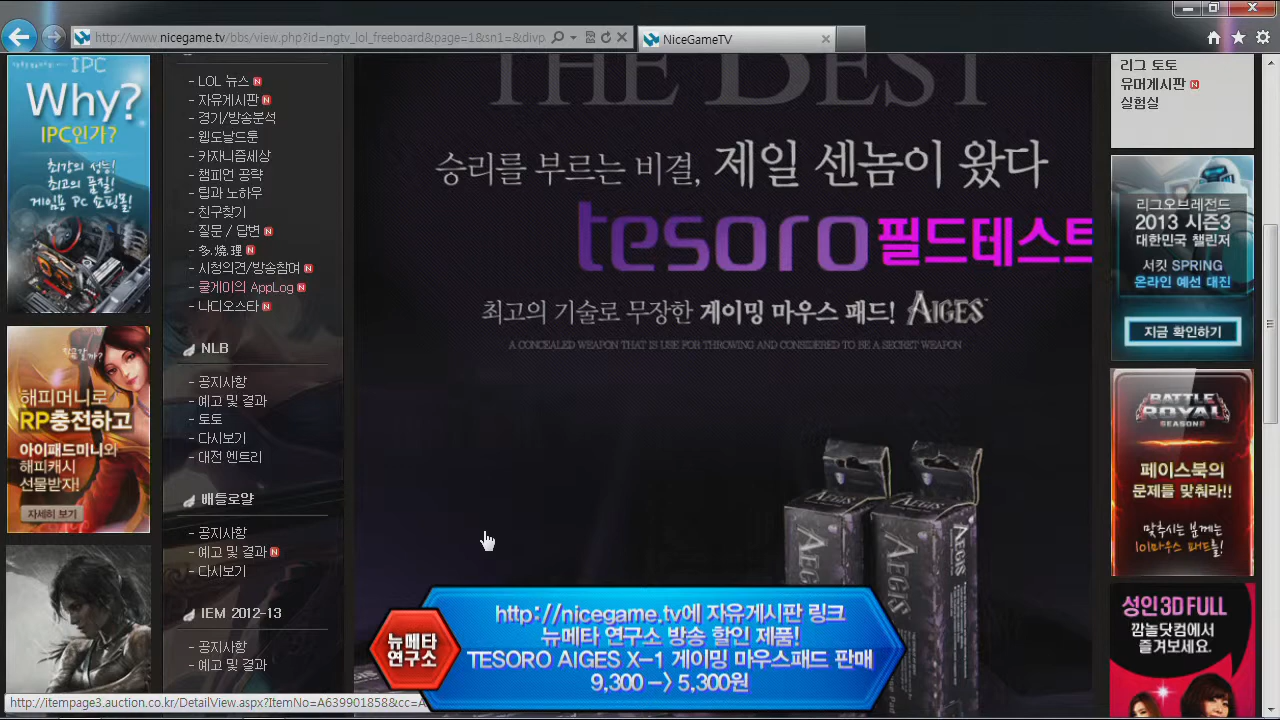 http://www.nicegame.tv/bbs/view.php?id=ngtv_lol_freeboard&page=1&sn1=&divp
NiceGameTV
IPC
Why?
IPC인가?
최강의 성능!
최고의 품질!
게임용 PC 쇼핑몰!
해피머니로
RP충전하고
아이패드미니와
해피캐시
선물받자!
자세히 보기
- LOL 뉴스 N
- 자유게시판 N
- 경기/방송분석
- 웹도날드툰
- 카자니즘세상
- 챔피언 공략
- 팁과 노하우
- 친구찾기
- 질문 / 답변 N
- 多.燒.理 N
- 시청의견/방송참여 N
- 쿨게이의 AppLog N
- 나디오스타 N
NLB
- 공지사항
- 예고 및 결과
- 토토
- 다시보기
- 대전 엔트리
배틀로얄
- 공지사항
- 예고 및 결과 N
- 다시보기
IEM 2012-13
- 공지사항
- 예고 및 결과
THE BEST
승리를 부르는 비결, 제일 센놈이 왔다
tesoro 필드테스트
최고의 기술로 무장한 게이밍 마우스 패드! AIGES
A CONCEALED WEAPON THAT IS USE FOR THROWING AND CONSIDERED TO BE A SECRET WEAPON
AEGIS
AEGIS
AEGIS
AEGIS
뉴메타
연구소
http://nicegame.tv에 자유게시판 링크
뉴메타 연구소 방송 할인 제품!
TESORO AIGES X-1 게이밍 마우스패드 판매
9,300 -> 5,300원
리그 토토
유머게시판 N
실험실
리그오브레전드
2013 시즌3
대한민국 챌린저
서킷 SPRING
온라인 예선 대진
지금 확인하기
BATTLE
ROYAL
SEASON2
페이스북의
문제를 맞춰라!!
맞추시는 분께는
lol마우스 패드를!
성인3D FULL
깜놀닷컴에서
즐겨보세요.
http://itempage3.auction.co.kr/DetailView.aspx?ItemNo=A639901858&cc=A